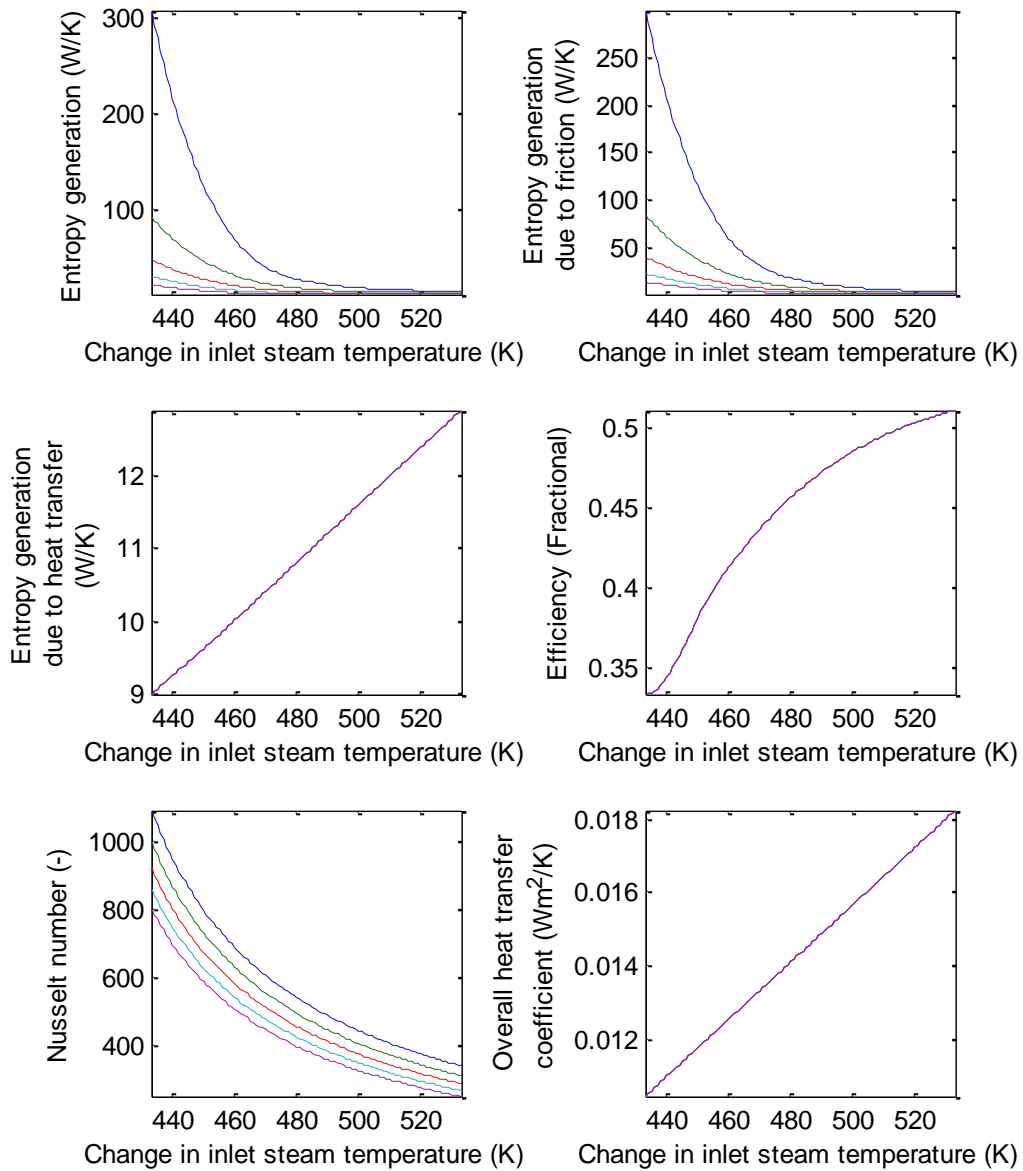 Entropy generation (W/K)
300
200
100
440 460 480 500 520
Change in inlet steam temperature (K)
Entropy generation
due to friction (W/K)
250
200
150
100
50
440 460 480 500 520
Change in inlet steam temperature (K)
Entropy generation
due to heat transfer
(W/K)
12
11
10
9
440 460 480 500 520
Change in inlet steam temperature (K)
Efficiency (Fractional)
0.5
0.45
0.4
0.35
440 460 480 500 520
Change in inlet steam temperature (K)
Nusselt number (-)
1000
800
600
400
440 460 480 500 520
Change in inlet steam temperature (K)
Overall heat transfer
coefficient (Wm²/K)
0.018
0.016
0.014
0.012
440 460 480 500 520
Change in inlet steam temperature (K)